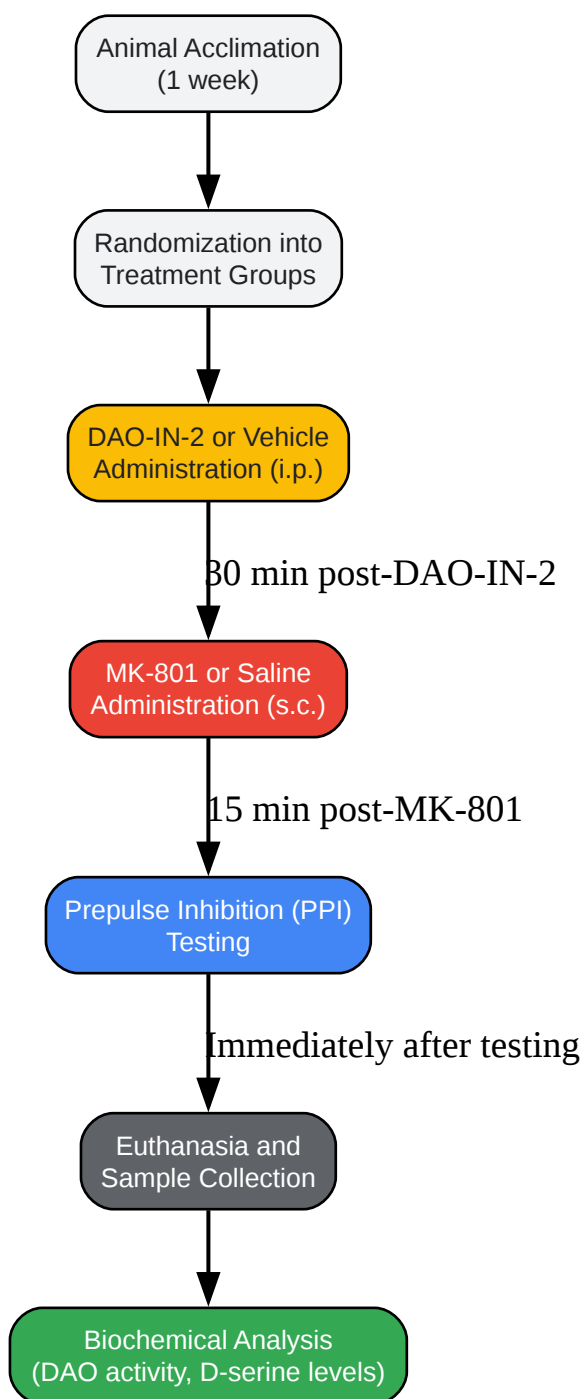 Animal Acclimation
(1 week)
Randomization into
Treatment Groups
DAO-IN-2 or Vehicle
Administration (i.p.)
30 min post-DAO-IN-2
MK-801 or Saline
Administration (s.c.)
15 min post-MK-801
Prepulse Inhibition (PPI)
Testing
Immediately after testing
Euthanasia and
Sample Collection
Biochemical Analysis
(DAO activity, D-serine levels)